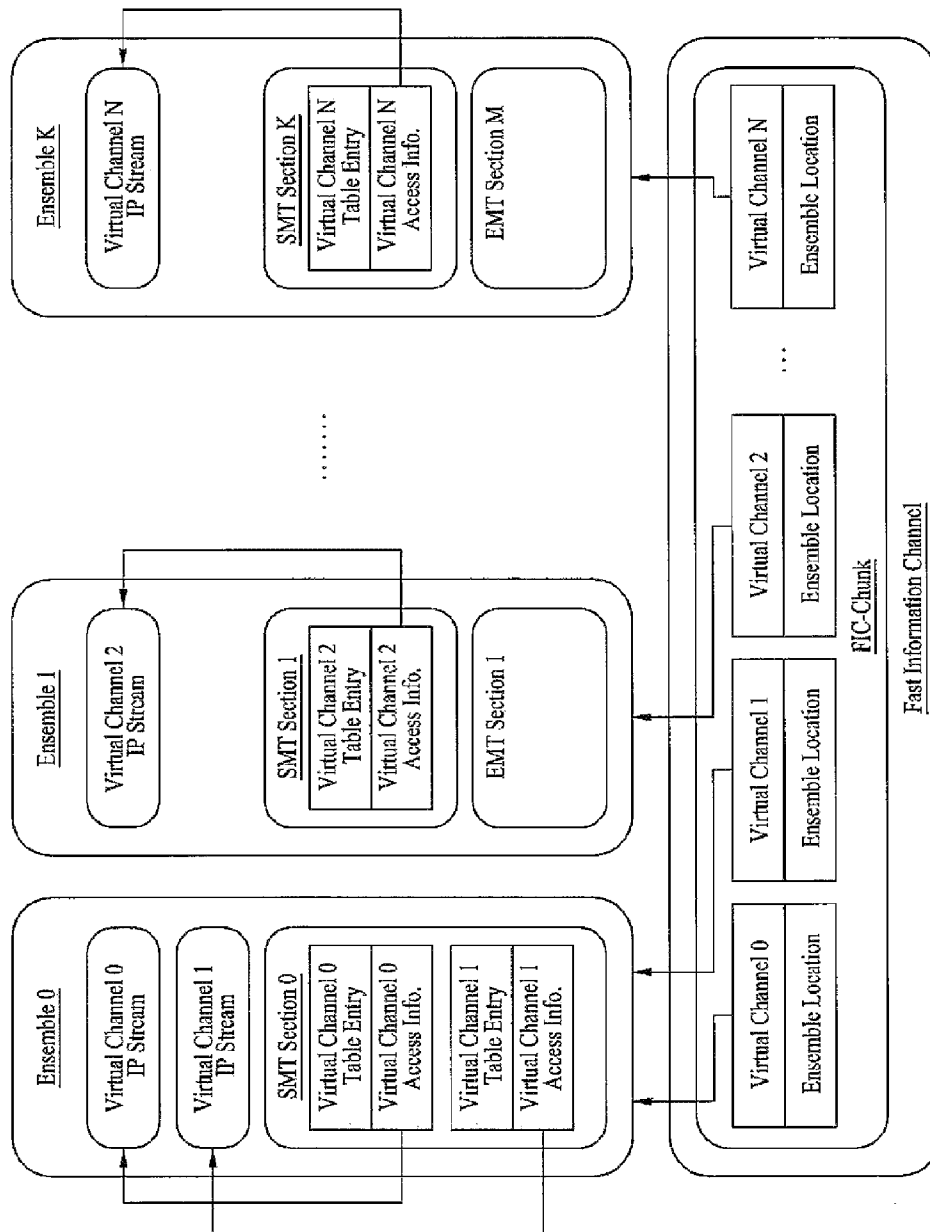 Ensemble 0
Virtual Channel 0
IP Stream
Virtual Channel 1
IP Stream
SMT Section 0
Virtual Channel 0
Table Entry
Virtual Channel 0
Access Info.
Virtual Channel 1
Table Entry
Virtual Channel 1
Access Info.
Ensemble 1
Virtual Channel 2
IP Stream
SMT Section 1
Virtual Channel 2
Table Entry
Virtual Channel 2
Access Info.
EMT Section 1
.......
Ensemble K
Virtual Channel N
IP Stream
SMT Section K
Virtual Channel N
Table Entry
Virtual Channel N
Access Info.
EMT Section M
Virtual Channel 0
Ensemble Location
Virtual Channel 1
Ensemble Location
Virtual Channel 2
Ensemble Location
...
Virtual Channel N
Ensemble Location
FIC-Chunk
Fast Information Channel